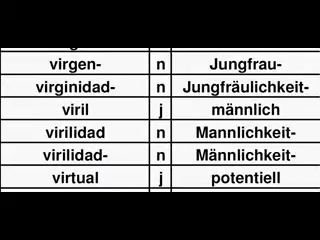 virgen- n Jungfrau-
virginidad- n Jungfräulichkeit-
viril j männlich
virilidad n Mannlichkeit-
virilidad- n Männlichkeit-
virtual j potentiell